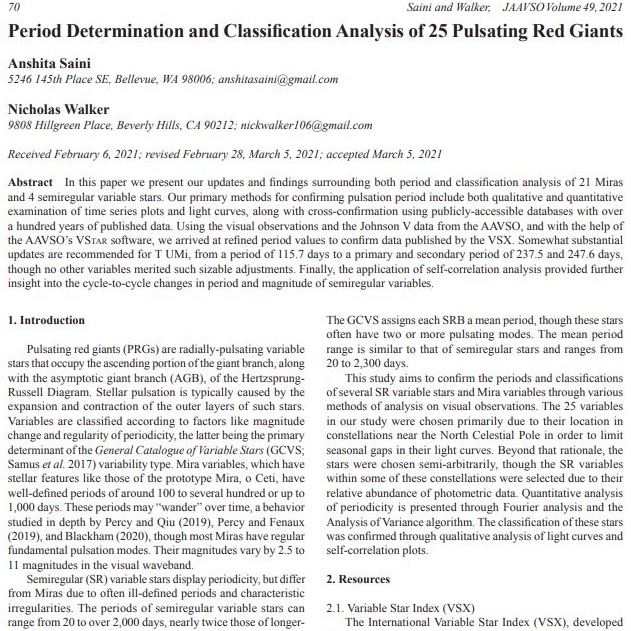 70
Saini and Walker, JAAVSO Volume 49, 2021
Period Determination and Classification Analysis of 25 Pulsating Red Giants
Anshita Saini
5246 145th Place SE, Bellevue, WA 98006; anshitasaini@gmail.com
Nicholas Walker
9808 Hillgreen Place, Beverly Hills, CA 90212; nickwalker106@gmail.com
Received February 6, 2021; revised February 28, March 5, 2021; accepted March 5, 2021
Abstract In this paper we present our updates and findings surrounding both period and classification analysis of 21 Miras
and 4 semiregular variable stars. Our primary methods for confirming pulsation period include both qualitative and quantitative
examination of time series plots and light curves, along with cross-confirmation using publicly-accessible databases with over
a hundred years of published data. Using the visual observations and the Johnson V data from the AAVSO, and with the help of
the AAVSO's VSTAR software, we arrived at refined period values to confirm data published by the VSX. Somewhat substantial
updates are recommended for T UMi, from a period of 115.7 days to a primary and secondary period of 237.5 and 247.6 days,
though no other variables merited such sizable adjustments. Finally, the application of self-correlation analysis provided further
insight into the cycle-to-cycle changes in period and magnitude of semiregular variables.
1. Introduction
Pulsating red giants (PRGs) are radially-pulsating variable
stars that occupy the ascending portion of the giant branch, along
with the asymptotic giant branch (AGB), of the Hertzsprung-
Russell Diagram. Stellar pulsation is typically caused by the
expansion and contraction of the outer layers of such stars.
Variables are classified according to factors like magnitude
change and regularity of periodicity, the latter being the primary
determinant of the General Catalogue of Variable Stars (GCVS;
Samus et al. 2017) variability type. Mira variables, which have
stellar features like those of the prototype Mira, o Ceti, have
well-defined periods of around 100 to several hundred or up to
1,000 days. These periods may "wander" over time, a behavior
studied in depth by Percy and Qiu (2019), Percy and Fenaux
(2019), and Blackham (2020), though most Miras have regular
fundamental pulsation modes. Their magnitudes vary by 2.5 to
11 magnitudes in the visual waveband.
Semiregular (SR) variable stars display periodicity, but differ
from Miras due to often ill-defined periods and characteristic
irregularities. The periods of semiregular variable stars can
range from 20 to over 2,000 days, nearly twice those of longer-
The GCVS assigns each SRB a mean period, though these stars
often have two or more pulsating modes. The mean period
range is similar to that of semiregular stars and ranges from
20 to 2,300 days.
This study aims to confirm the periods and classifications
of several SR variable stars and Mira variables through various
methods of analysis on visual observations. The 25 variables
in our study were chosen primarily due to their location in
constellations near the North Celestial Pole in order to limit
seasonal gaps in their light curves. Beyond that rationale, the
stars were chosen semi-arbitrarily, though the SR variables
within some of these constellations were selected due to their
relative abundance of photometric data. Quantitative analysis
of periodicity is presented through Fourier analysis and the
Analysis of Variance algorithm. The classification of these stars
was confirmed through qualitative analysis of light curves and
self-correlation plots.
2. Resources
2.1. Variable Star Index (VSX)
The International Variable Star Index (VSX), developed